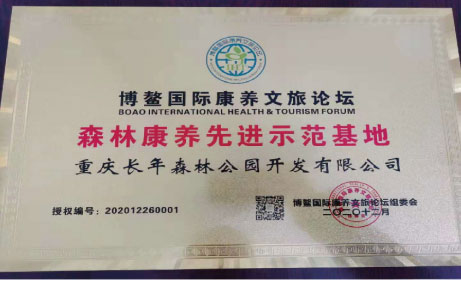 博鳌国际康养文旅论坛
BOAO INTERNATIONAL HEALTH & TOURISM FORUM
森林康养先进示范基地
重庆长年森林公园开发有限公司
授权编号：202012260001
博鳌国际康养文旅论坛组委会
二〇二〇年十二月